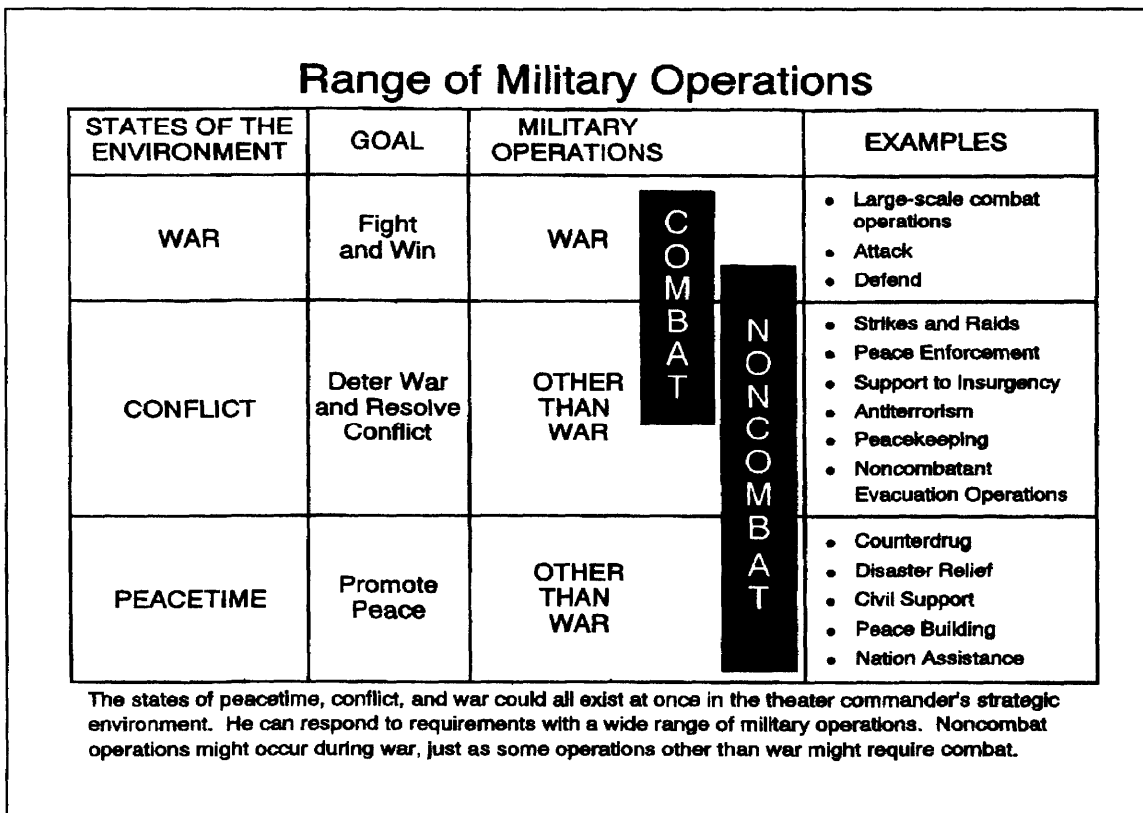 Range of Military Operations
STATES OF THE
ENVIRONMENT
GOAL
MILITARY
OPERATIONS
EXAMPLES
WAR
Fight
and Win
WAR
• Large-scale combat
operations
• Attack
• Defend
CONFLICT
Deter War
and Resolve
Conflict
OTHER
THAN
WAR
• Strikes and Raids
• Peace Enforcement
• Support to Insurgency
• Antiterrorism
• Peacekeeping
• Noncombatant
Evacuation Operations
PEACETIME
Promote
Peace
OTHER
THAN
WAR
• Counterdrug
• Disaster Relief
• Civil Support
• Peace Building
• Nation Assistance
COMBAT
NONCOMBAT
The states of peacetime, conflict, and war could all exist at once in the theater commander's strategic
environment. He can respond to requirements with a wide range of military operations. Noncombat
operations might occur during war, just as some operations other than war might require combat.